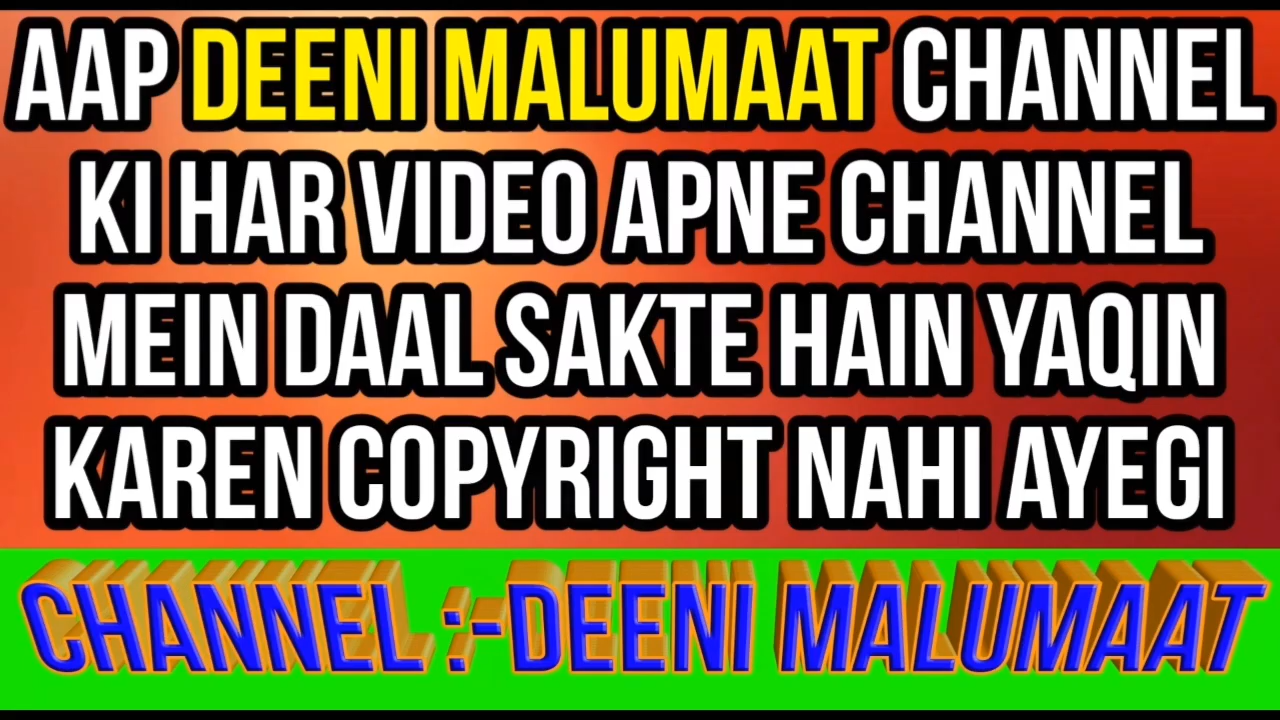 AAP DEENI MALUMAAT CHANNEL
KI HAR VIDEO APNE CHANNEL
MEIN DAAL SAKTE HAIN YAQIN
KAREN COPYRIGHT NAHI AYEGI
CHANNEL :-DEENI MALUMAAT